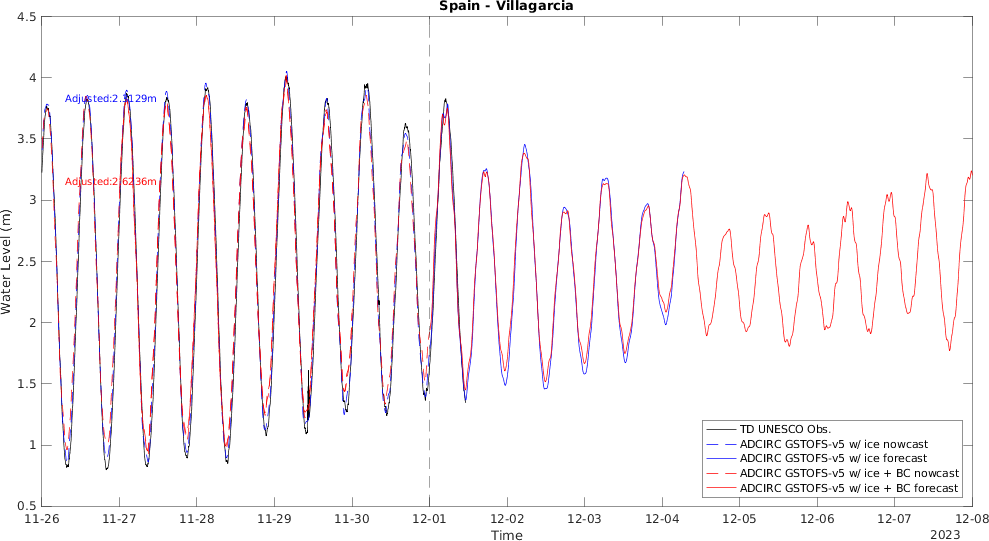 Spain - Villagarcia
4.5
4
3.5
3
2.5
2
1.5
1
0.5
Water Level (m)
Adjusted:2.6236m
TD UNESCO Obs.
ADCIRC GSTOFS-v5 w/ ice nowcast
ADCIRC GSTOFS-v5 w/ ice forecast
ADCIRC GSTOFS-v5 w/ ice + BC nowcast
ADCIRC GSTOFS-v5 w/ ice + BC forecast
11-26 11-27 11-28 11-29 11-30 12-01 12-02 12-03 12-04 12-05 12-06 12-07 12-08
Time
2023